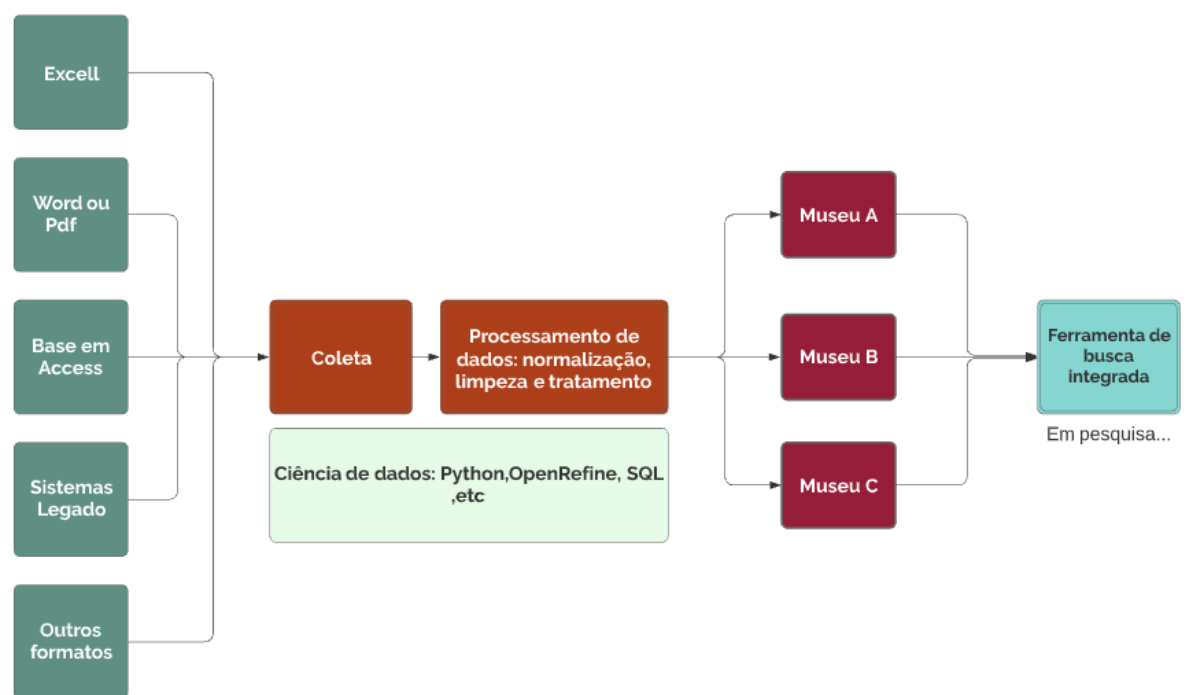 Excell
Word ou
Pdf
Base em
Access
Sistemas
Legado
Outros
formatos
Coleta
Processamento de
dados: normalização,
limpeza e tratamento
Ciência de dados: Python,OpenRefine, SQL
,etc
Museu A
Museu B
Museu C
Ferramenta de
busca
integrada
Em pesquisa...